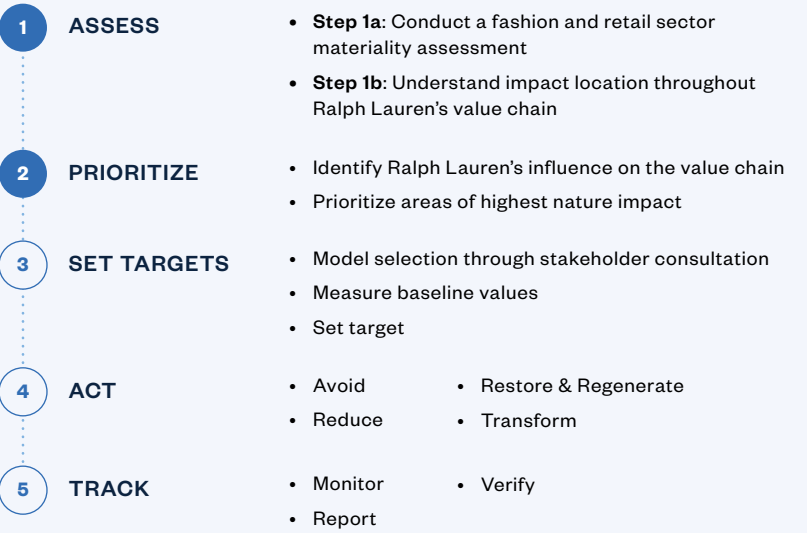 1 ASSESS
• Step 1a: Conduct a fashion and retail sector
materiality assessment
• Step 1b: Understand impact location throughout
Ralph Lauren’s value chain
2 PRIORITIZE
• Identify Ralph Lauren’s influence on the value chain
• Prioritize areas of highest nature impact
3 SET TARGETS
• Model selection through stakeholder consultation
• Measure baseline values
• Set target
4 ACT
• Avoid
• Reduce
• Restore & Regenerate
• Transform
5 TRACK
• Monitor
• Report
• Verify